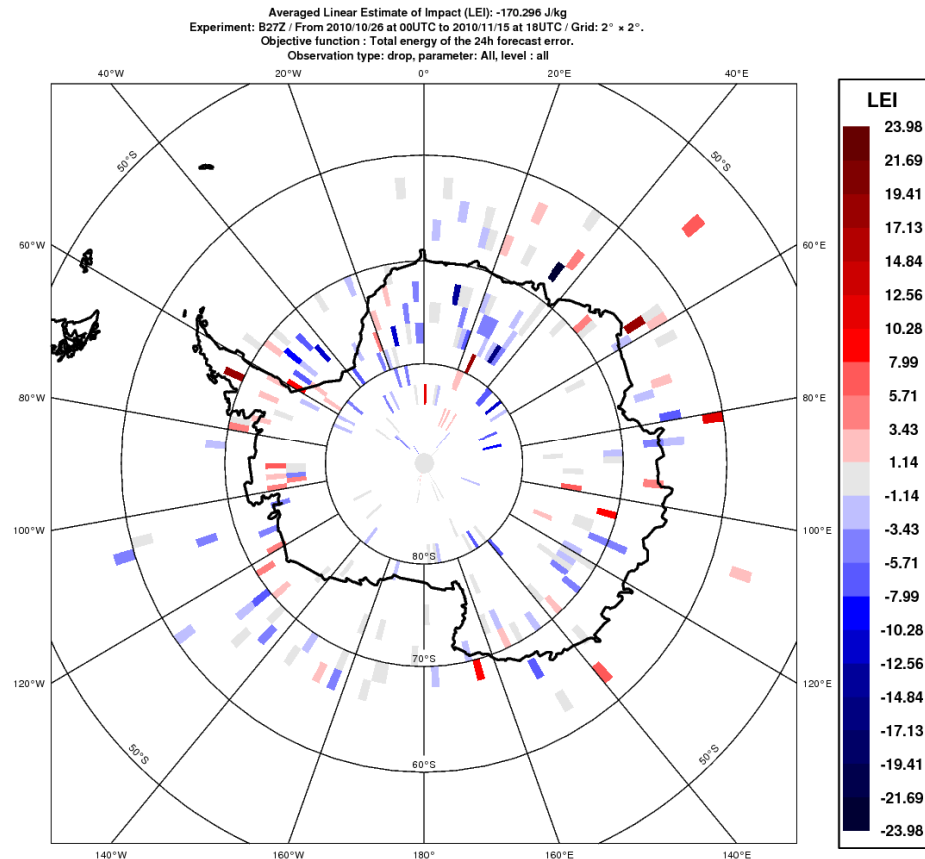 Averaged Linear Estimate of Impact (LEI): -170.296 J/kg
Experiment: B27Z / From 2010/10/26 at 00UTC to 2010/11/15 at 18UTC / Grid: 2° × 2°.
Objective function : Total energy of the 24h forecast error.
Observation type: drop, parameter: All, level : all
40°W 20°W 0° 20°E 40°E
LEI
23.98
21.69
19.41
17.13
14.84
12.56
10.28
7.99
5.71
3.43
1.14
-1.14
-3.43
-5.71
-7.99
-10.28
-12.56
-14.84
-17.13
-19.41
-21.69
-23.98
50°S 50°S
60°W 60°E
80°W 80°E
100°W 100°E
80°S
70°S
120°W 120°E
60°S
50°S 50°S
140°W 160°W 180° 160°E 140°E